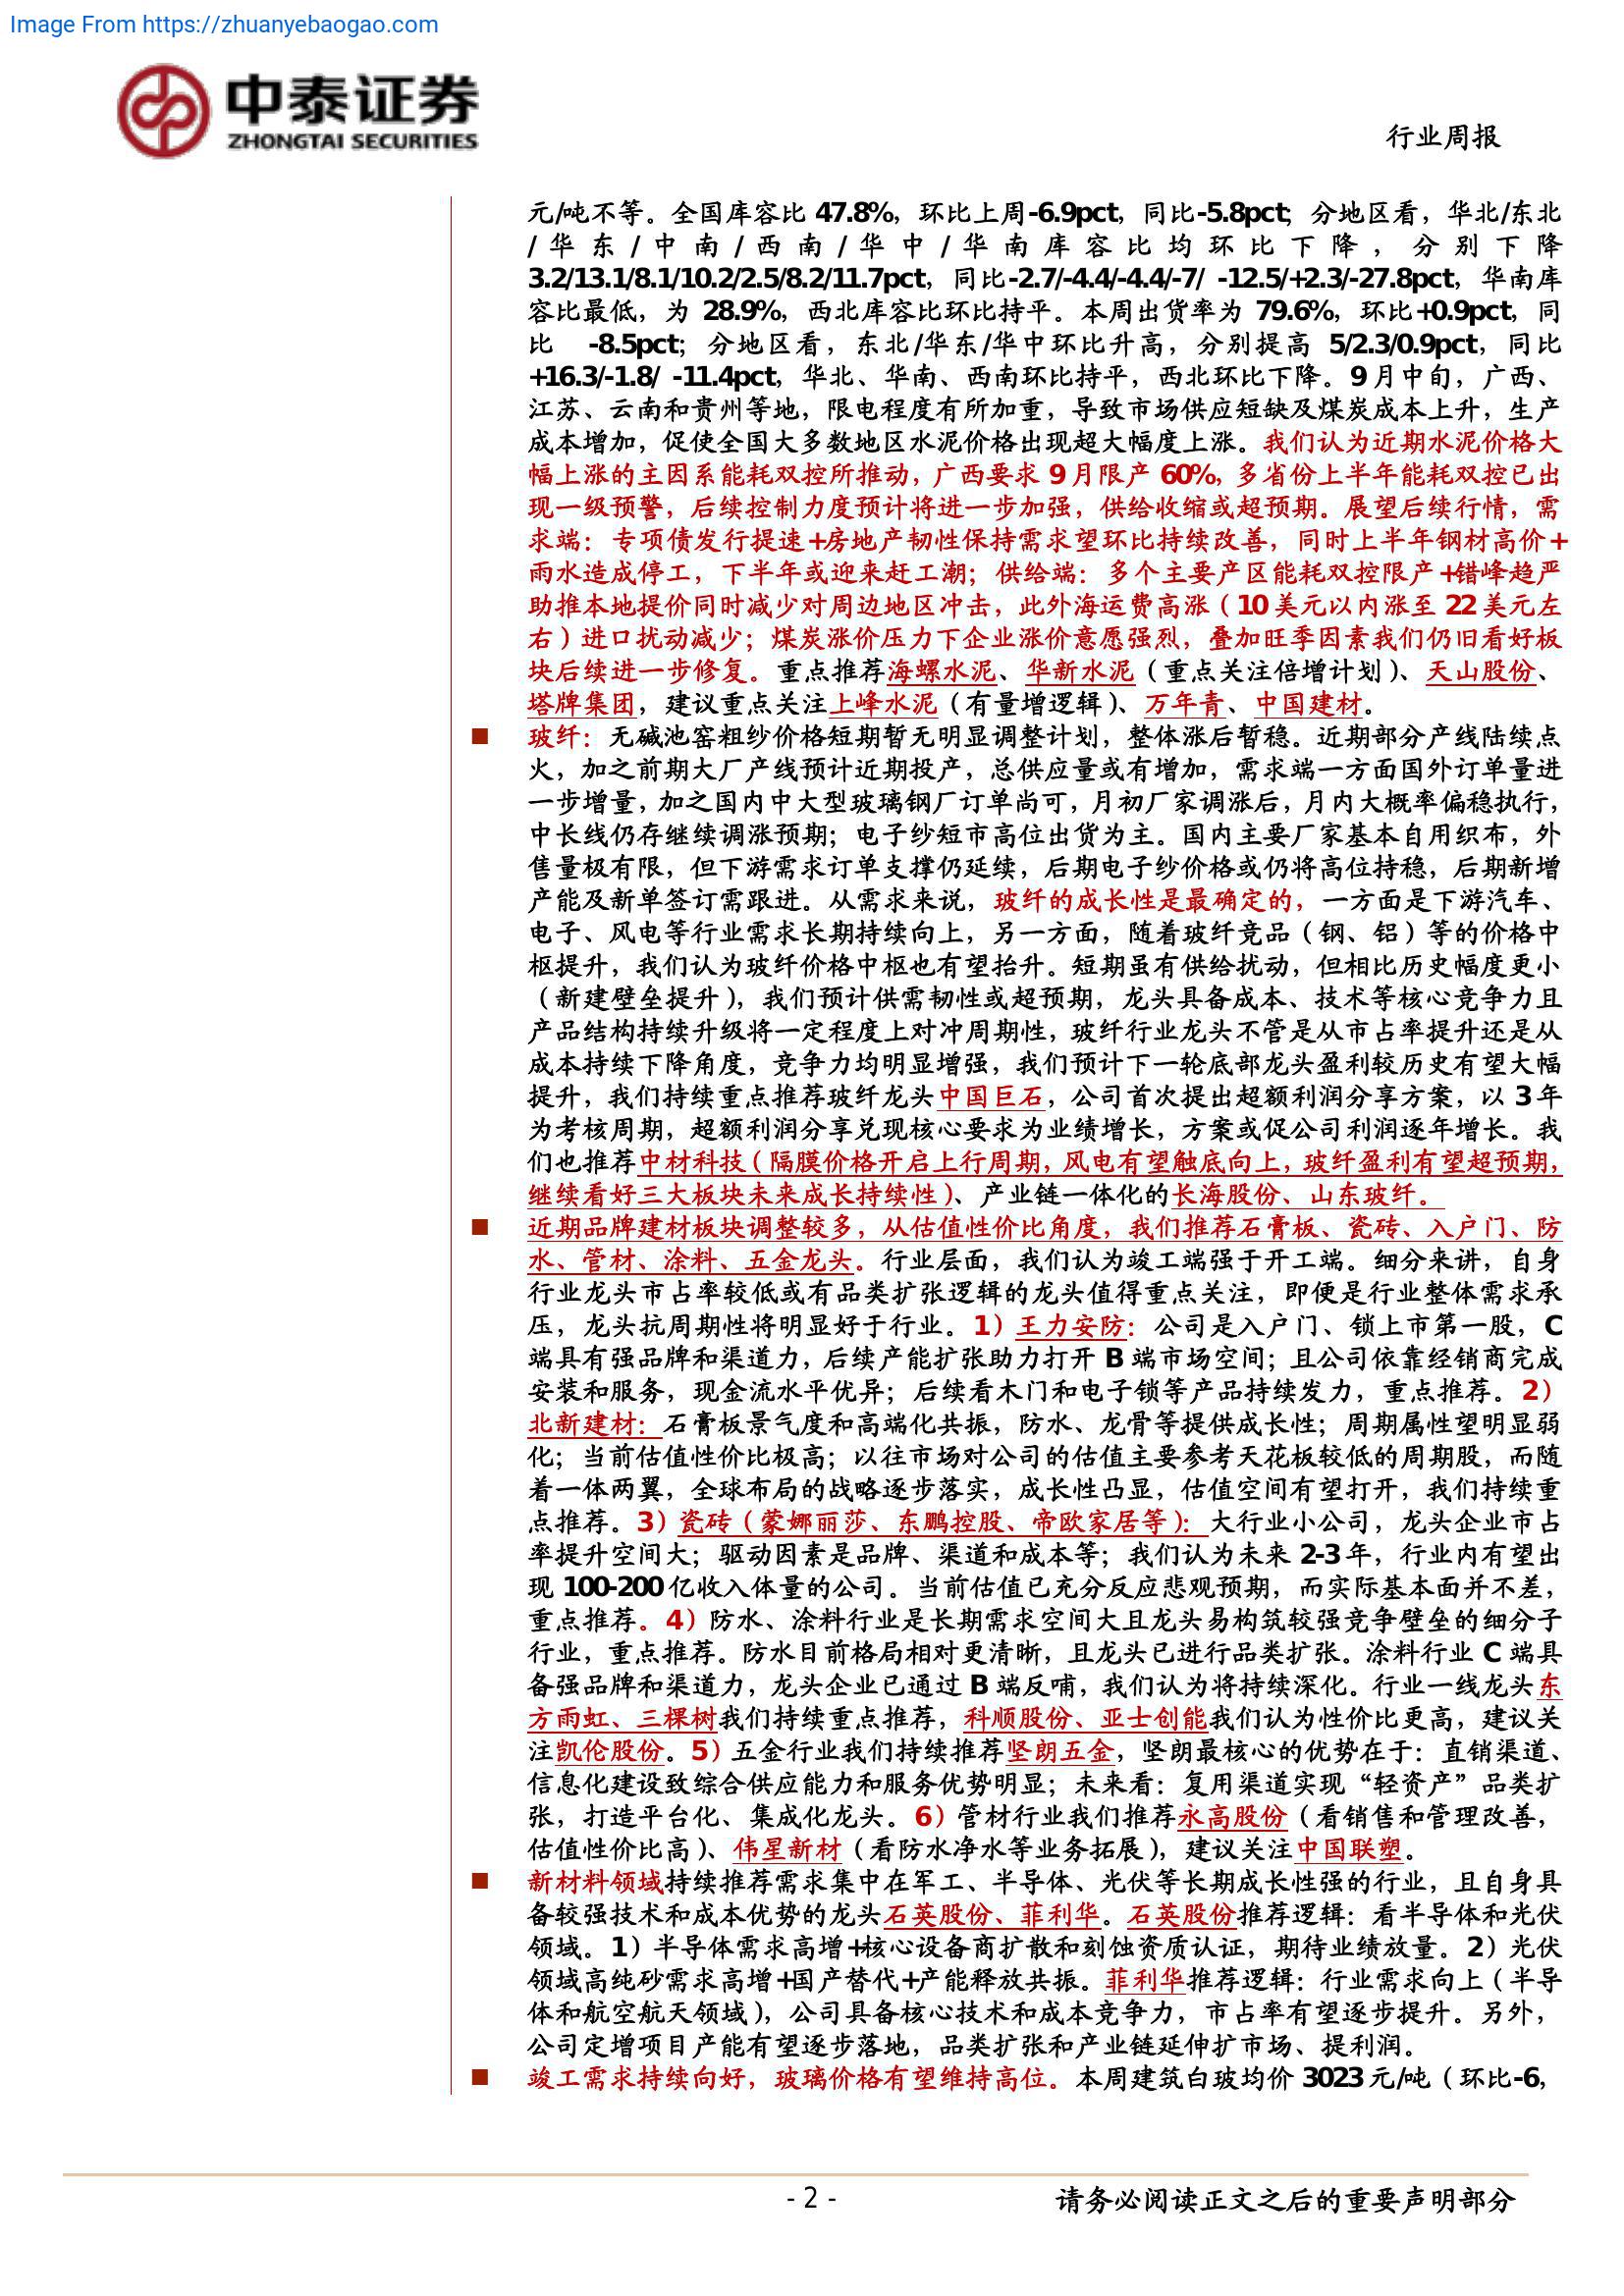 Image From https://zhuanyebaogao.com
中泰证券
ZHONGTAI SECURITIES
行业周报
元/吨不等。全国库容比 47.8%，环比上周-6.9pct，同比-5.8pct；分地区看，华北/东北
/华东/中南/西南/华中/华南库容比均环比下降，分别下降
3.2/13.1/8.1/10.2/2.5/8.2/11.7pct，同比-2.7/-4.4/-4.4/-7/ -12.5/+2.3/-27.8pct，华南库
容比最低，为 28.9%，西北库容比环比持平。本周出货率为 79.6%，环比+0.9pct，同
比 -8.5pct；分地区看，东北/华东/华中环比升高，分别提高 5/2.3/0.9pct，同比
+16.3/-1.8/ -11.4pct，华北、华南、西南环比持平，西北环比下降。9 月中旬，广西、
江苏、云南和贵州等地，限电程度有所加重，导致市场供应短缺及煤炭成本上升，生产
成本增加，促使全国大多数地区水泥价格出现超大幅度上涨。我们认为近期水泥价格大
幅上涨的主因系能耗双控所推动，广西要求 9 月限产 60%，多省份上半年能耗双控已出
现一级预警，后续控制力度预计将进一步加强，供给收缩或超预期。展望后续行情，需
求端：专项债发行提速+房地产韧性保持需求望环比持续改善，同时上半年钢材高价+
雨水造成停工，下半年或迎来赶工潮；供给端：多个主要产区能耗双控限产+错峰趋严
助推本地提价同时减少对周边地区冲击，此外海运费高涨（10 美元以内涨至 22 美元左
右）进口扰动减少；煤炭涨价压力下企业涨价意愿强烈，叠加旺季因素我们仍旧看好板
块后续进一步修复。重点推荐海螺水泥、华新水泥（重点关注倍增计划）、天山股份、
塔牌集团，建议重点关注上峰水泥（有量增逻辑）、万年青、中国建材。
■ 玻纤：无碱池窑粗纱价格短期暂无明显调整计划，整体涨后暂稳。近期部分产线陆续点
火，加之前期大厂产线预计近期投产，总供应量或有增加，需求端一方面国外订单量进
一步增量，加之国内中大型玻璃钢厂订单尚可，月初厂家调涨后，月内大概率偏稳执行，
中长线仍存继续调涨预期；电子纱短市高位出货为主。国内主要厂家基本自用织布，外
售量极有限，但下游需求订单支撑仍延续，后期电子纱价格或仍将高位持稳，后期新增
产能及新单签订需跟进。从需求来说，玻纤的成长性是最确定的，一方面是下游汽车、
电子、风电等行业需求长期持续向上，另一方面，随着玻纤竞品（钢、铝）等的价格中
枢提升，我们认为玻纤价格中枢也有望抬升。短期虽有供给扰动，但相比历史幅度更小
（新建壁垒提升），我们预计供需韧性或超预期，龙头具备成本、技术等核心竞争力且
产品结构持续升级将一定程度上对冲周期性，玻纤行业龙头不管是从市占率提升还是从
成本持续下降角度，竞争力均明显增强，我们预计下一轮底部龙头盈利较历史有望大幅
提升，我们持续重点推荐玻纤龙头中国巨石，公司首次提出超额利润分享方案，以 3 年
为考核周期，超额利润分享兑现核心要求为业绩增长，方案或促公司利润逐年增长。我
们也推荐中材科技（隔膜价格开启上行周期，风电有望触底向上，玻纤盈利有望超预期，
继续看好三大板块未来成长持续性）、产业链一体化的长海股份、山东玻纤。
■ 近期品牌建材板块调整较多，从估值性价比角度，我们推荐石膏板、瓷砖、入户门、防
水、管材、涂料、五金龙头。行业层面，我们认为竣工端强于开工端。细分来讲，自身
行业龙头市占率较低或有品类扩张逻辑的龙头值得重点关注，即便是行业整体需求承
压，龙头抗周期性将明显好于行业。1）王力安防：公司是入户门、锁上市第一股，C
端具有强品牌和渠道力，后续产能扩张助力打开 B 端市场空间；且公司依靠经销商完成
安装和服务，现金流水平优异；后续看木门和电子锁等产品持续发力，重点推荐。2）
北新建材：石膏板景气度和高端化共振，防水、龙骨等提供成长性；周期属性望明显弱
化；当前估值性价比极高；以往市场对公司的估值主要参考天花板较低的周期股，而随
着一体两翼，全球布局的战略逐步落实，成长性凸显，估值空间有望打开，我们持续重
点推荐。3）瓷砖（蒙娜丽莎、东鹏控股、帝欧家居等）：大行业小公司，龙头企业市占
率提升空间大；驱动因素是品牌、渠道和成本等；我们认为未来 2-3 年，行业内有望出
现 100-200 亿收入体量的公司。当前估值已充分反应悲观预期，而实际基本面并不差，
重点推荐。4）防水、涂料行业是长期需求空间大且龙头易构筑较强竞争壁垒的细分子
行业，重点推荐。防水目前格局相对更清晰，且龙头已进行品类扩张。涂料行业 C 端具
备强品牌和渠道力，龙头企业已通过 B 端反哺，我们认为将持续深化。行业一线龙头东
方雨虹、三棵树我们持续重点推荐，科顺股份、亚士创能我们认为性价比更高，建议关
注凯伦股份。5）五金行业我们持续推荐坚朗五金，坚朗最核心的优势在于：直销渠道、
信息化建设致综合供应能力和服务优势明显；未来看：复用渠道实现“轻资产”品类扩
张，打造平台化、集成化龙头。6）管材行业我们推荐永高股份（看销售和管理改善，
估值性价比高）、伟星新材（看防水净水等业务拓展），建议关注中国联塑。
■ 新材料领域持续推荐需求集中在军工、半导体、光伏等长期成长性强的行业，且自身具
备较强技术和成本优势的龙头石英股份、菲利华。石英股份推荐逻辑：看半导体和光伏
领域。1）半导体需求高增+核心设备商扩散和刻蚀资质认证，期待业绩放量。2）光伏
领域高纯砂需求高增+国产替代+产能释放共振。菲利华推荐逻辑：行业需求向上（半导
体和航空航天领域），公司具备核心技术和成本竞争力，市占率有望逐步提升。另外，
公司定增项目产能有望逐步落地，品类扩张和产业链延伸扩市场、提利润。
■ 竣工需求持续向好，玻璃价格有望维持高位。本周建筑白玻均价 3023 元/吨（环比-6，
- 2 -
请务必阅读正文之后的重要声明部分